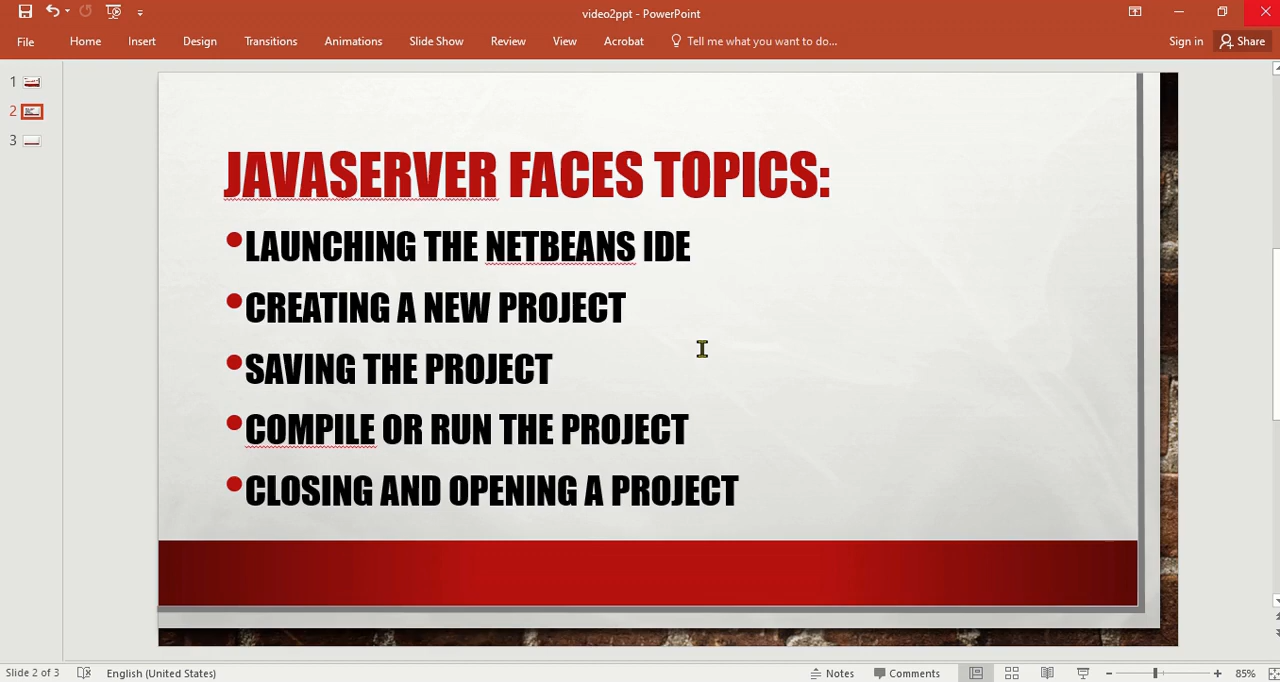 video2ppt - PowerPoint
File Home Insert Design Transitions Animations Slide Show Review View Acrobat Tell me what you want to do... Sign in Share
1
2
3
JAVASERVER FACES TOPICS:
•LAUNCHING THE NETBEANS IDE
•CREATING A NEW PROJECT
•SAVING THE PROJECT
•COMPILE OR RUN THE PROJECT
•CLOSING AND OPENING A PROJECT
Slide 2 of 3 English (United States) Notes Comments 85%